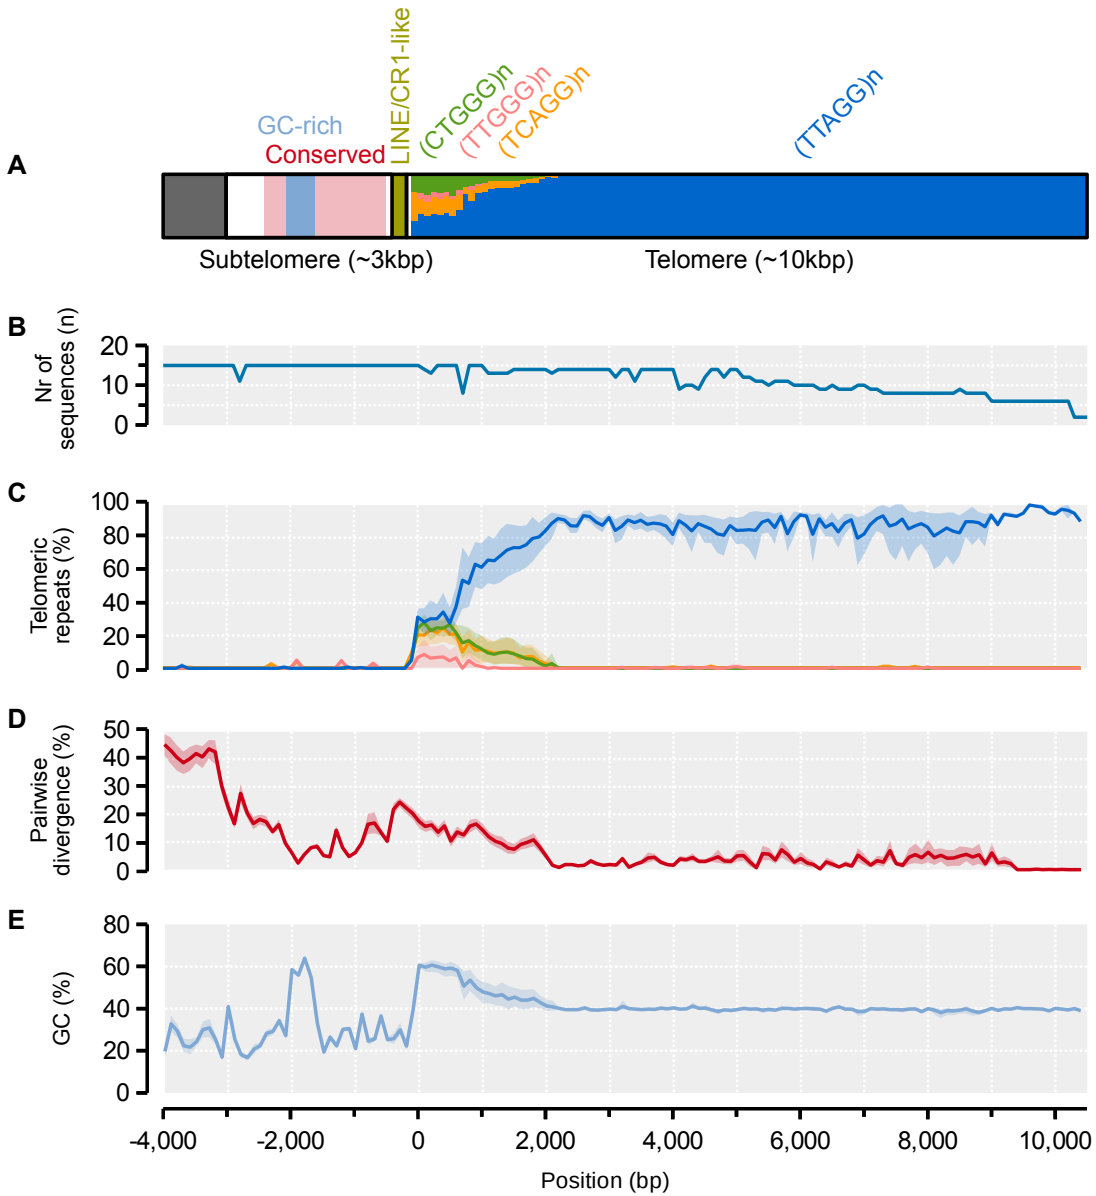 A
GC-rich
Conserved
LINE/CR1-like
(CTGGG)n
(TTGGG)n
(TCAGG)n
(TTAGG)n
Subtelomere (~3kbp)
Telomere (~10kbp)
B
Nr of
sequences (n)
20
10
0
C
Telomeric
repeats (%)
100
80
60
40
20
0
D
Pairwise
divergence (%)
50
40
30
20
10
0
E
GC (%)
80
60
40
20
0
-4,000
-2,000
0
2,000
4,000
6,000
8,000
10,000
Position (bp)